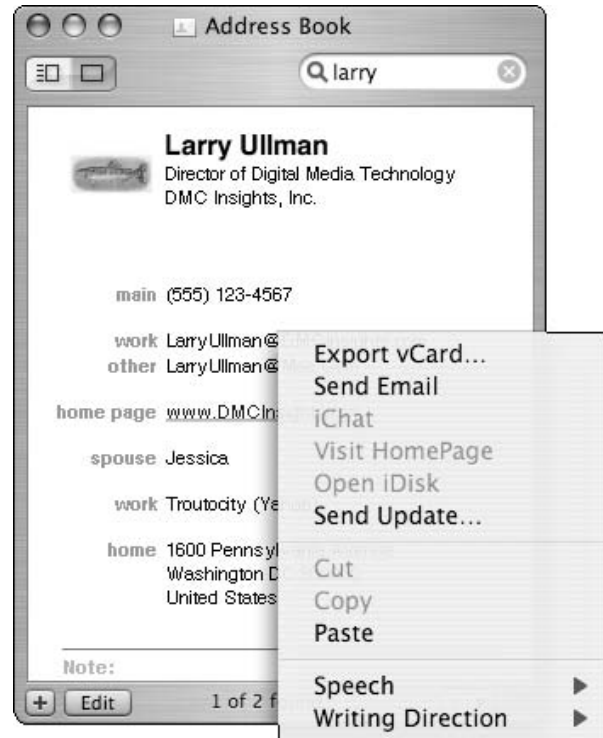 Address Book
larry
Larry Ullman
Director of Digital Media Technology
DMC Insights, Inc.
main (555) 123-4567
work LarryUllman@
other LarryUllman@
home page www.DMCIn
spouse Jessica
work Troutocity (Ya
home 1600 Pennsyl
Washington D
United States
Note:
+ Edit 1 of 2 f
Export vCard...
Send Email
iChat
Visit HomePage
Open iDisk
Send Update...
Cut
Copy
Paste
Speech
Writing Direction